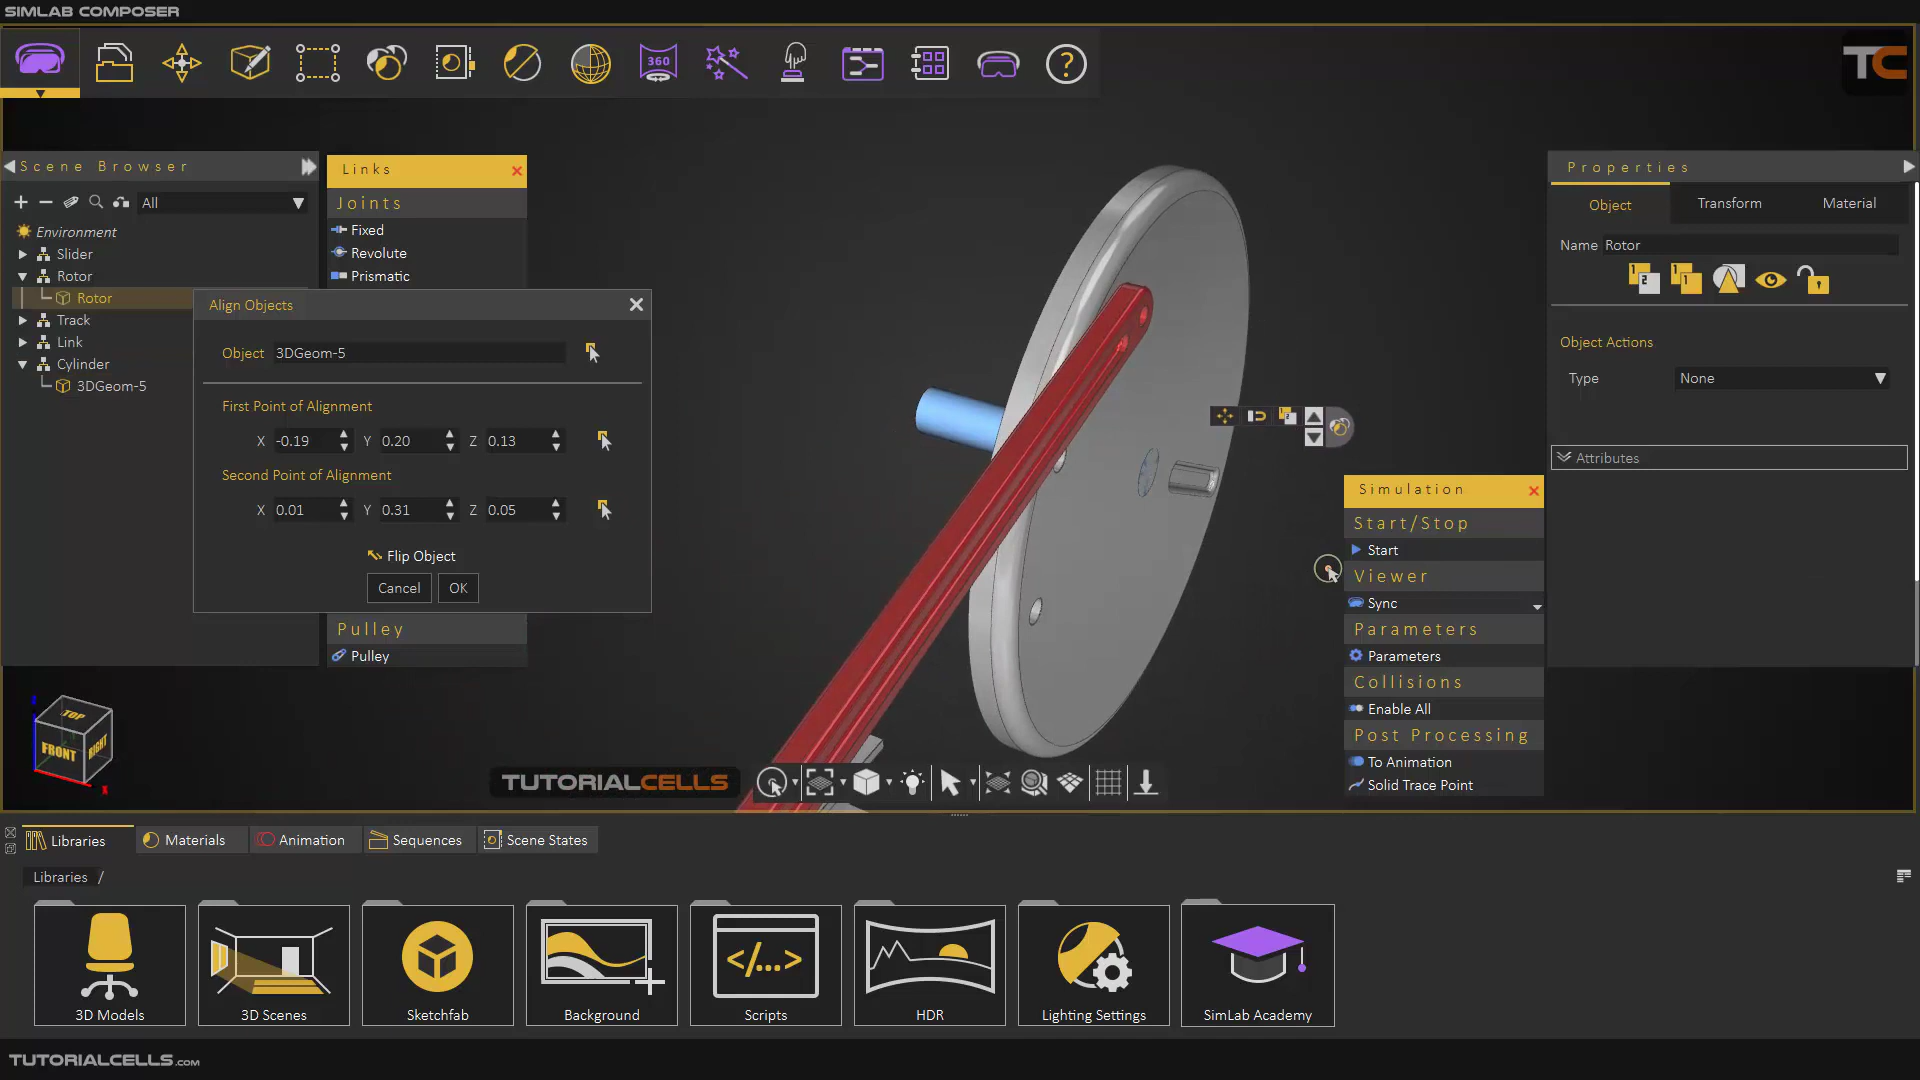 SIMLAB COMPOSER
360
?
TC
Scene Browser
All
Environment
Slider
Rotor
Rotor
Track
Link
Cylinder
3DGeom-5
Links
Joints
Fixed
Revolute
Prismatic
Align Objects
Object 3DGeom-5
First Point of Alignment
X -0.19 Y 0.20 Z 0.13
Second Point of Alignment
X 0.01 Y 0.31 Z 0.05
Flip Object
Cancel OK
Pulley
Pulley
Properties
Object Transform Material
Name Rotor
Object Actions
Type None
Attributes
Simulation
Start/Stop
Start
Viewer
Sync
Parameters
Parameters
Collisions
Enable All
Post Processing
To Animation
Solid Trace Point
TOP
FRONT
RIGHT
x
TUTORIALCELLS
Libraries Materials Animation Sequences Scene States
Libraries /
</...>
3D Models 3D Scenes Sketchfab Background Scripts HDR Lighting Settings SimLab Academy
TUTORIALCELLS.com